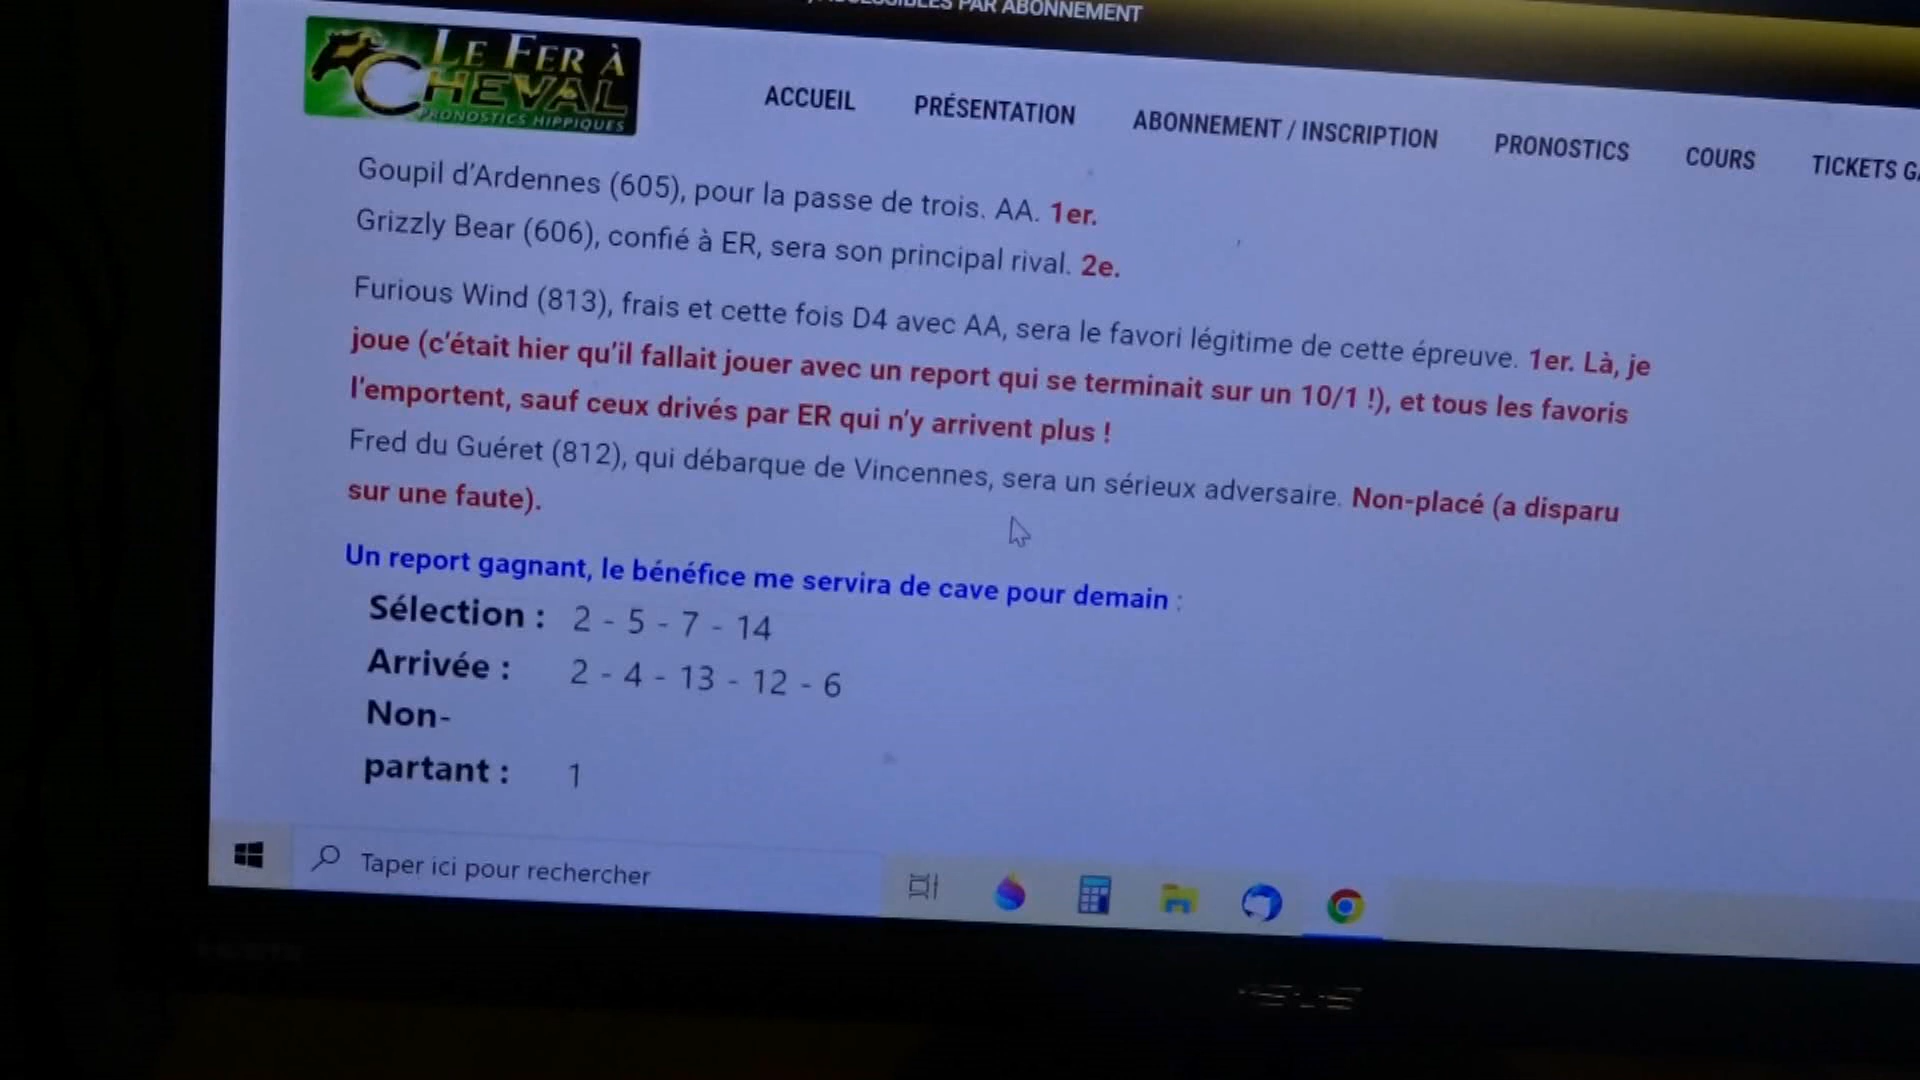 ACCESSIBLES PAR ABONNEMENT
LE FER À
CHEVAL
PRONOSTICS HIPPIQUES
ACCUEIL PRÉSENTATION ABONNEMENT / INSCRIPTION PRONOSTICS COURS TICKETS
Goupil d’Ardennes (605), pour la passe de trois. AA. 1er.
Grizzly Bear (606), confié à ER, sera son principal rival. 2e.
Furious Wind (813), frais et cette fois D4 avec AA, sera le favori légitime de cette épreuve. 1er. Là, je
joue (c’était hier qu’il fallait jouer avec un report qui se terminait sur un 10/1 !), et tous les favoris
l’emportent, sauf ceux drivés par ER qui n’y arrivent plus !
Fred du Guéret (812), qui débarque de Vincennes, sera un sérieux adversaire. Non-placé (a disparu
sur une faute).
Un report gagnant, le bénéfice me servira de cave pour demain :
Sélection : 2 - 5 - 7 - 14
Arrivée : 2 - 4 - 13 - 12 - 6
Non-
partant : 1
Taper ici pour rechercher
ASUS